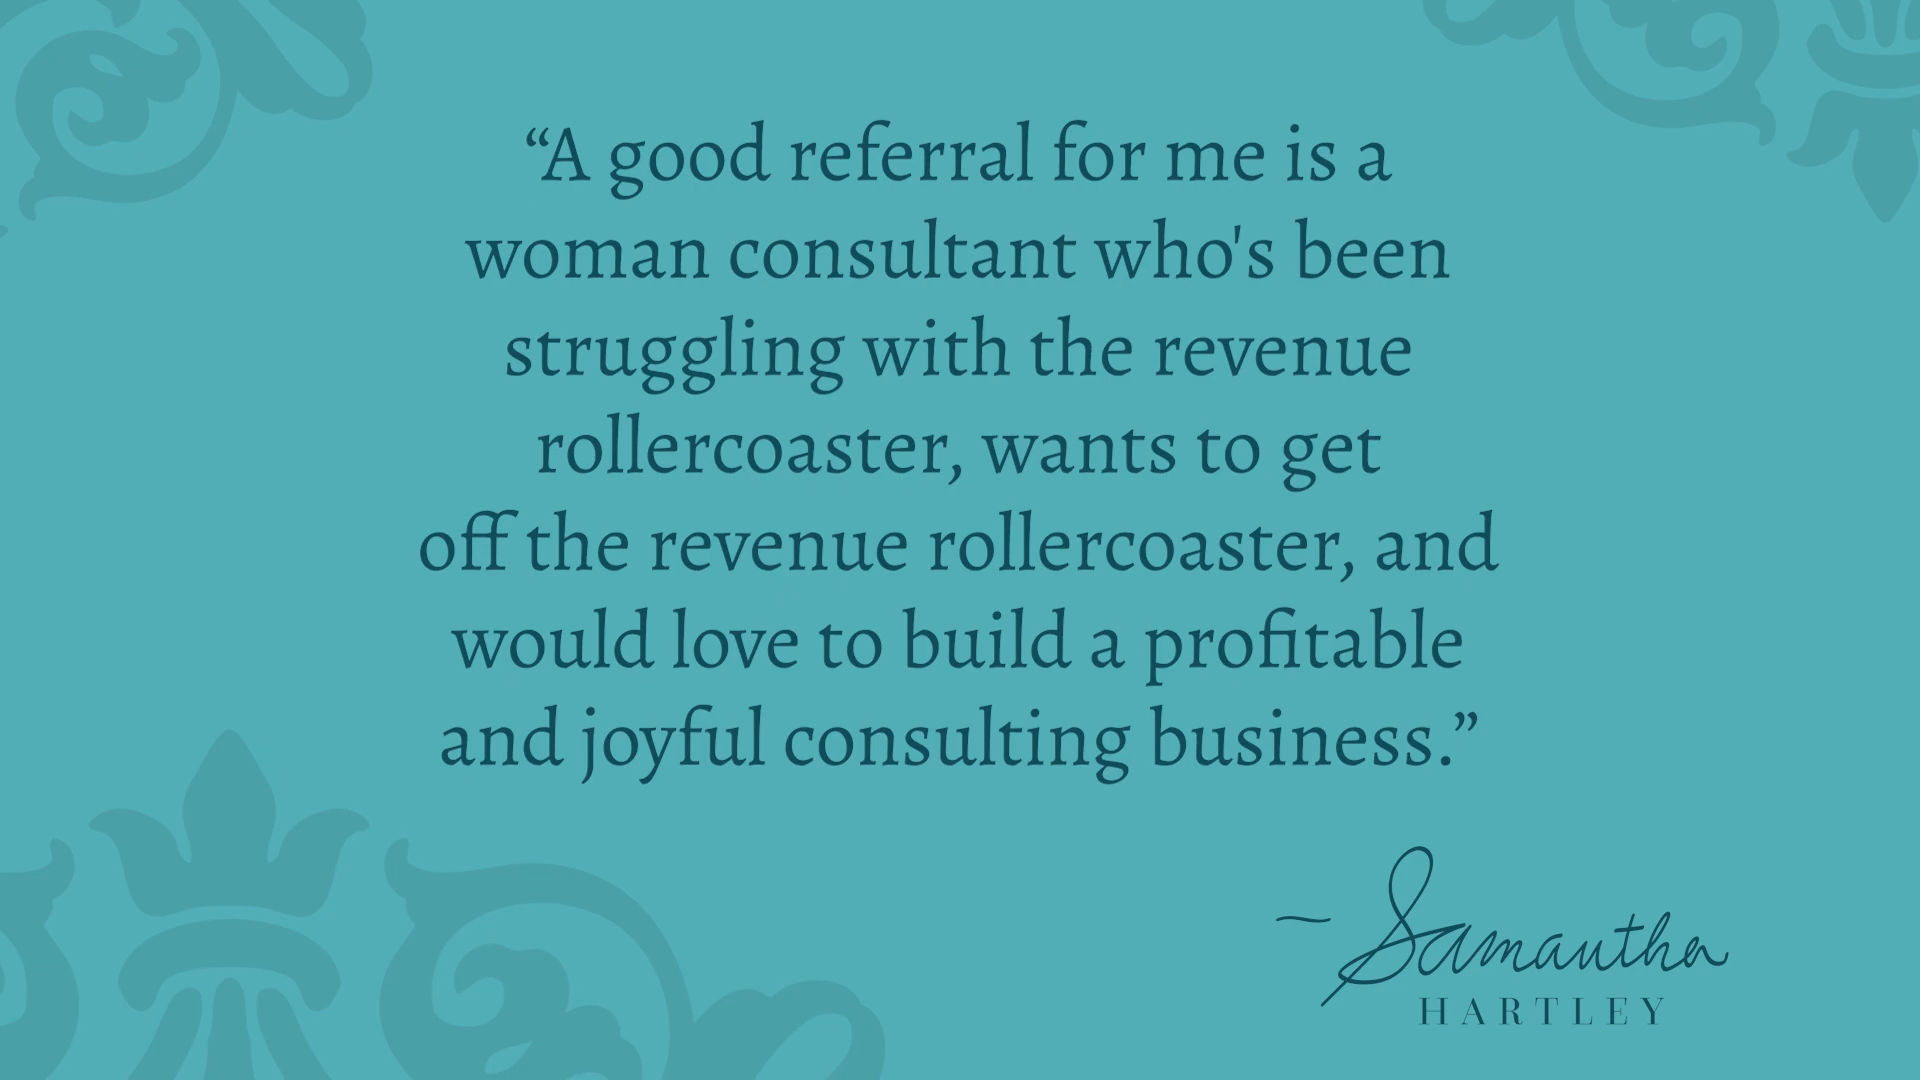 “A good referral for me is a
woman consultant who's been
struggling with the revenue
rollercoaster, wants to get
off the revenue rollercoaster, and
would love to build a profitable
and joyful consulting business.”
~ Samantha
HARTLEY